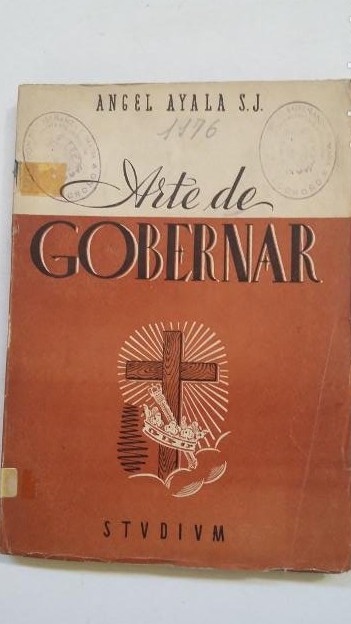 ANGEL AYALA S.J.
1176
Arte de
GOBERNAR
STVDIVM